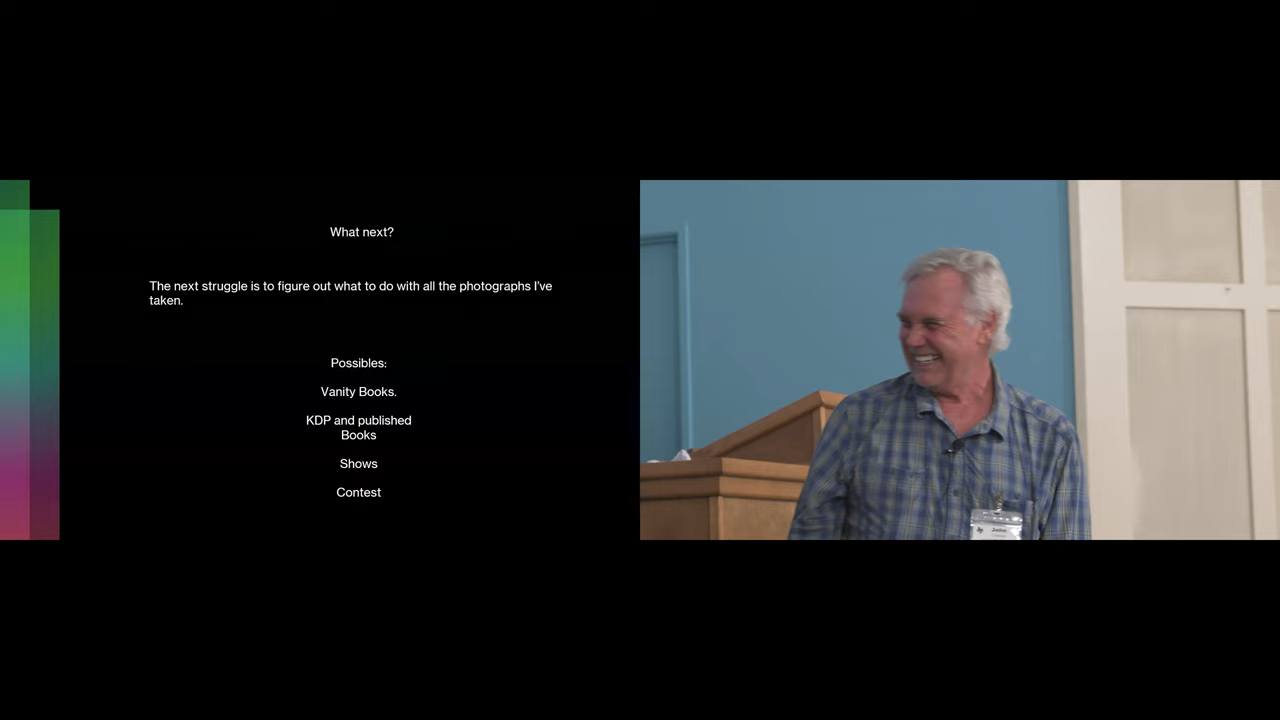 What next?
The next struggle is to figure out what to do with all the photographs I've
taken.
Possibles:
Vanity Books.
KDP and published
Books
Shows
Contest
John